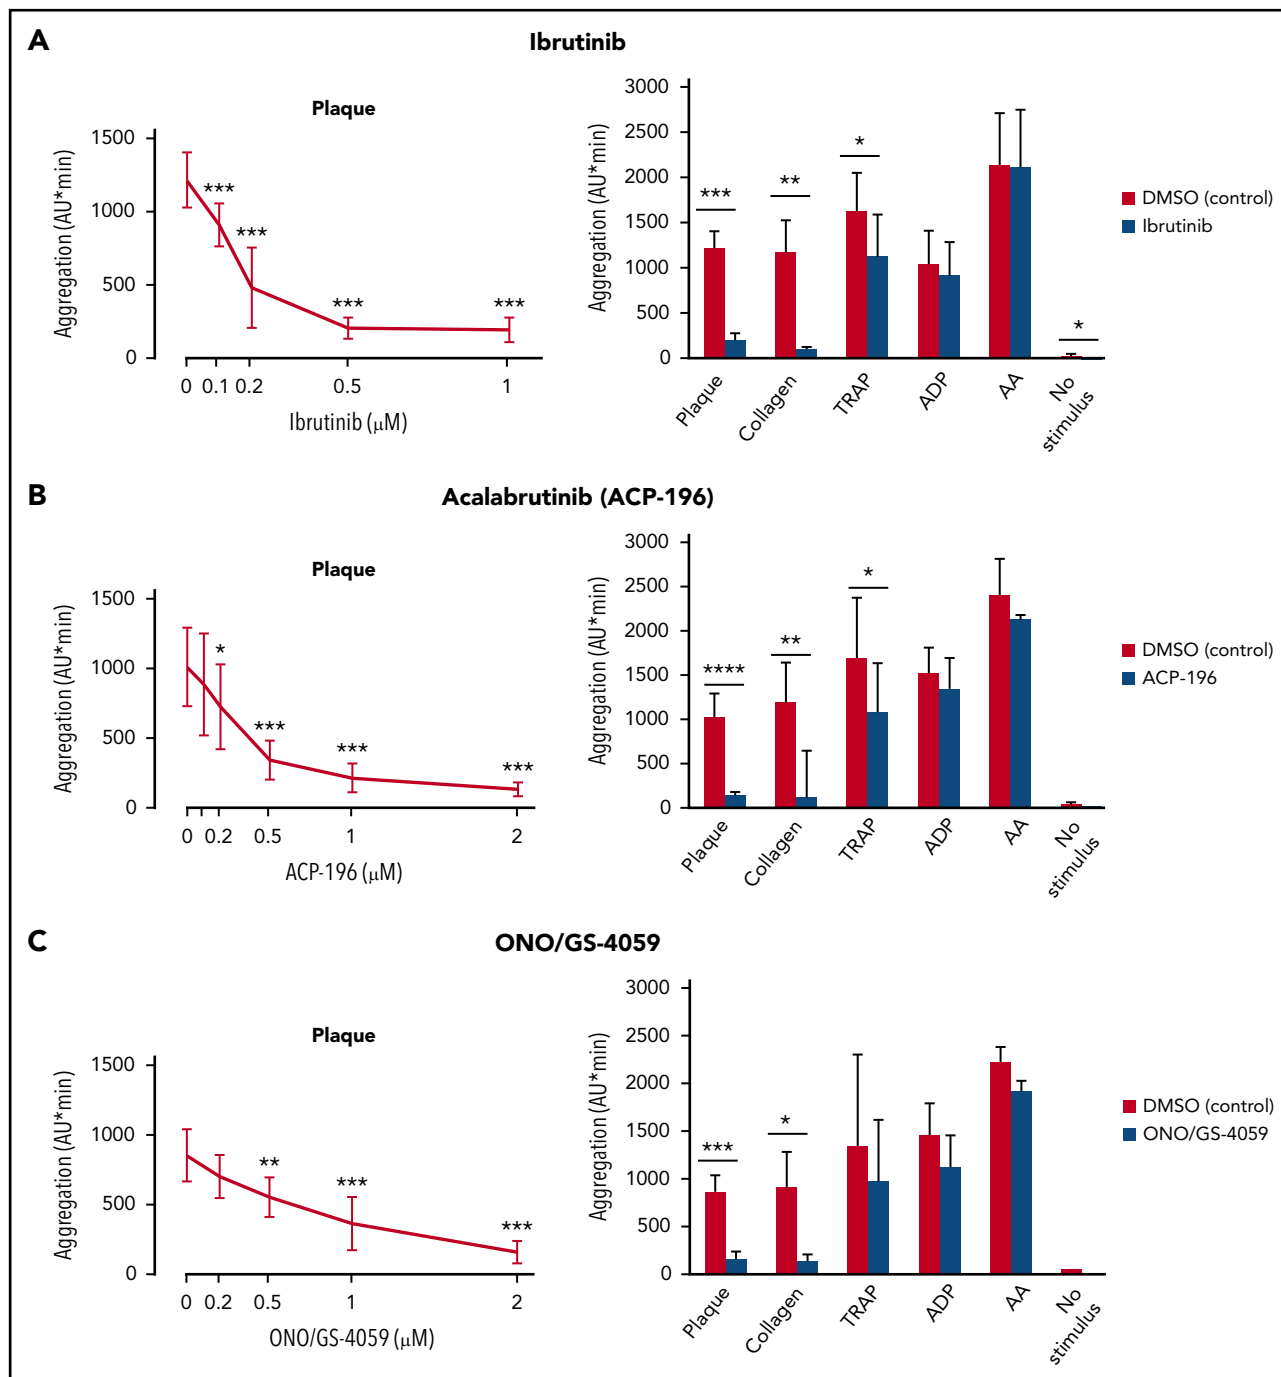 A
Ibrutinib
Plaque
Aggregation (AU*min)
1500
1000
500
0
***
***
***
***
0 0.1 0.2 0.5 1
Ibrutinib (μM)
Aggregation (AU*min)
3000
2500
2000
1500
1000
500
0
***
**
*
*
Plaque
Collagen
TRAP
ADP
AA
No
stimulus
DMSO (control)
Ibrutinib
B
Acalabrutinib (ACP-196)
Plaque
Aggregation (AU*min)
1500
1000
500
0
*
***
***
***
0 0.2 0.5 1 2
ACP-196 (μM)
Aggregation (AU*min)
3000
2500
2000
1500
1000
500
0
****
**
*
Plaque
Collagen
TRAP
ADP
AA
No
stimulus
DMSO (control)
ACP-196
C
ONO/GS-4059
Plaque
Aggregation (AU*min)
1500
1000
500
0
**
***
***
0 0.2 0.5 1 2
ONO/GS-4059 (μM)
Aggregation (AU*min)
3000
2500
2000
1500
1000
500
0
***
*
Plaque
Collagen
TRAP
ADP
AA
No
stimulus
DMSO (control)
ONO/GS-4059